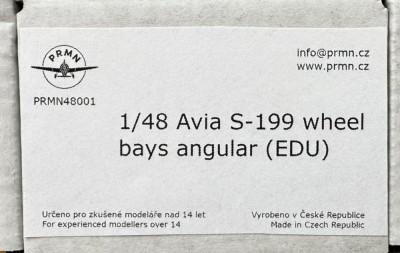 PRMN
PRMN48001
info@prmn.cz
www.prmn.cz
1/48 Avia S-199 wheel
bays angular (EDU)
Určeno pro zkušené modeláře nad 14 let
For experienced modellers over 14
Vyrobeno v České Republice
Made in Czech Republic